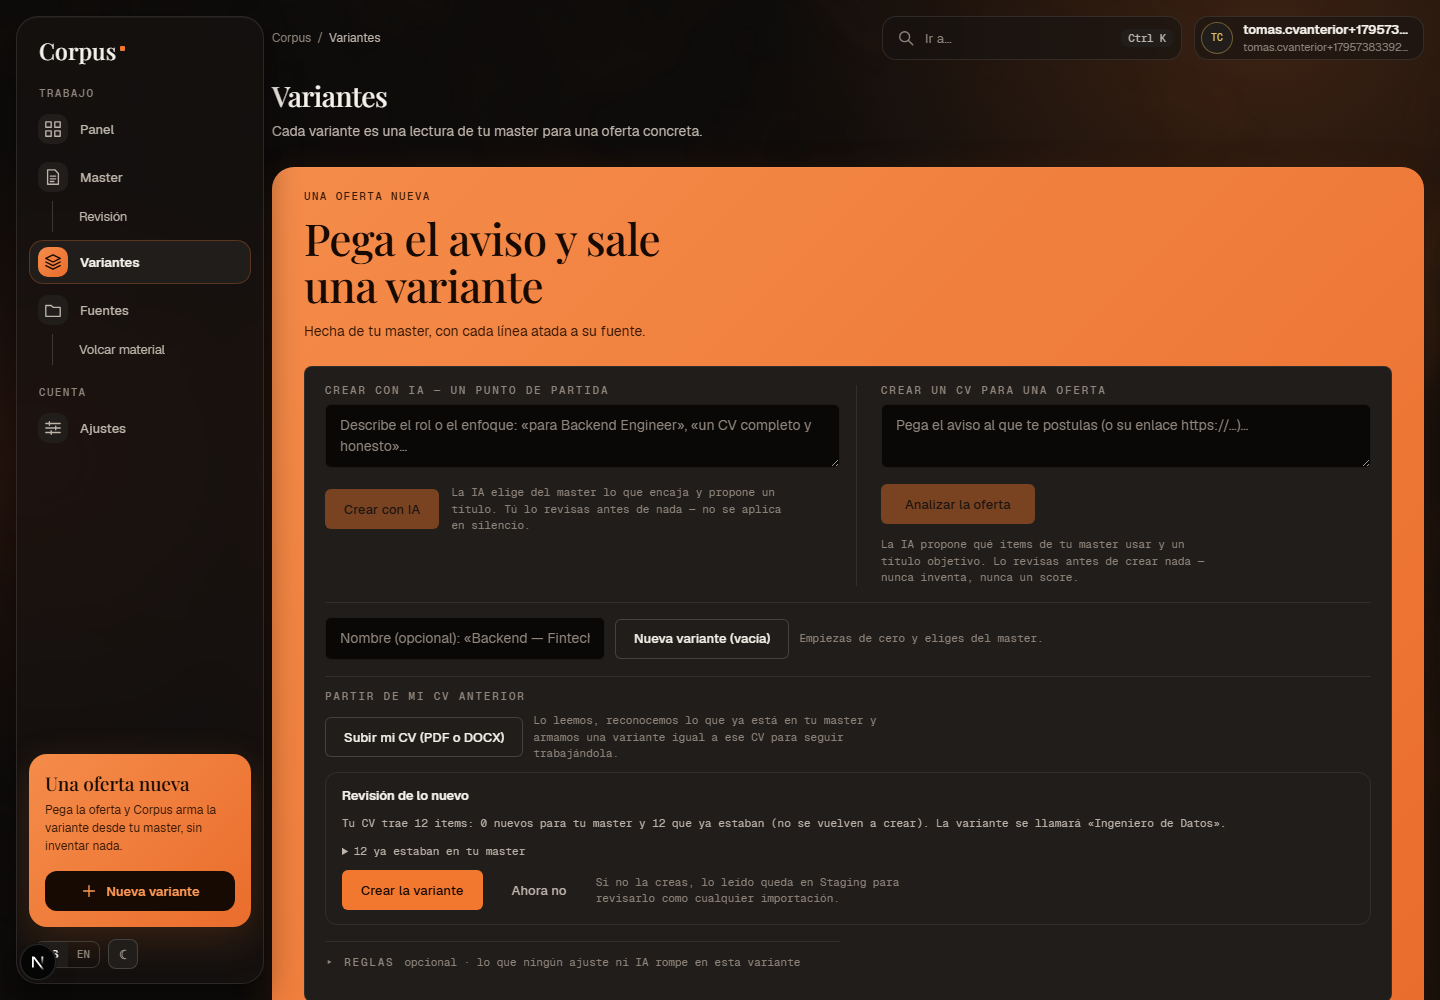 Corpus
TRABAJO
Panel
Master
Revisión
Variantes
Fuentes
Volcar material
CUENTA
Ajustes
Una oferta nueva
Pega la oferta y Corpus arma la
variante desde tu master, sin
inventar nada.
+ Nueva variante
EN
Corpus / Variantes
Ir a…
Ctrl K
TC
tomas.cvanterior+179573…
tomas.cvanterior+17957383392…
Variantes
Cada variante es una lectura de tu master para una oferta concreta.
UNA OFERTA NUEVA
Pega el aviso y sale
una variante
Hecha de tu master, con cada línea atada a su fuente.
CREAR CON IA — UN PUNTO DE PARTIDA
Describe el rol o el enfoque: «para Backend Engineer», «un CV completo y
honesto»…
Crear con IA
La IA elige del master lo que encaja y propone un
título. Tú lo revisas antes de nada — no se aplica
en silencio.
CREAR UN CV PARA UNA OFERTA
Pega el aviso al que te postulas (o su enlace https://…)…
Analizar la oferta
La IA propone qué items de tu master usar y un
título objetivo. Lo revisas antes de crear nada —
nunca inventa, nunca un score.
Nombre (opcional): «Backend — Fintech
Nueva variante (vacía)
Empiezas de cero y eliges del master.
PARTIR DE MI CV ANTERIOR
Subir mi CV (PDF o DOCX)
Lo leemos, reconocemos lo que ya está en tu master y
armamos una variante igual a ese CV para seguir
trabajándola.
Revisión de lo nuevo
Tu CV trae 12 items: 0 nuevos para tu master y 12 que ya estaban (no se vuelven a crear). La variante se llamará «Ingeniero de Datos».
12 ya estaban en tu master
Crear la variante
Ahora no
Si no la creas, lo leído queda en Staging para
revisarlo como cualquier importación.
REGLAS opcional · lo que ningún ajuste ni IA rompe en esta variante